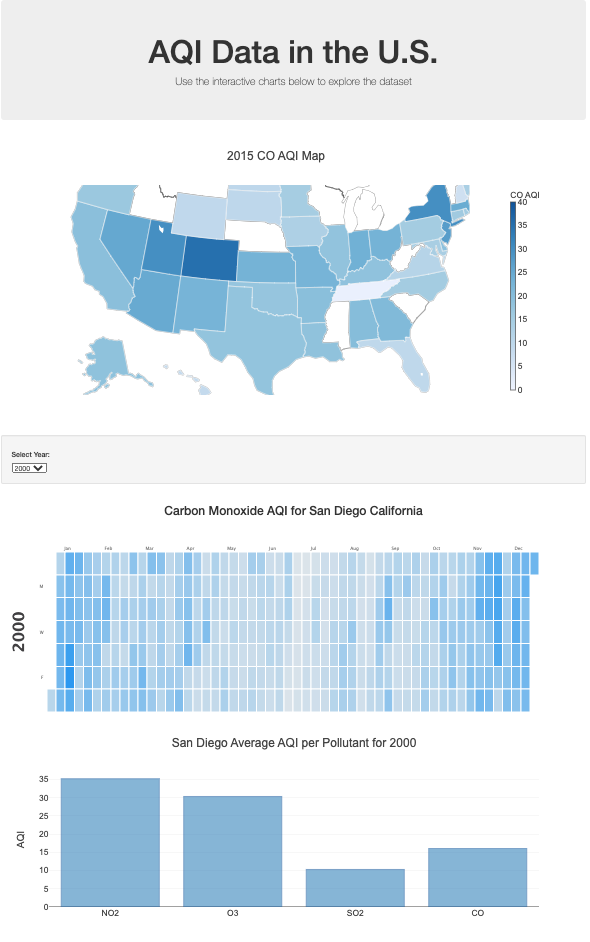 AQI Data in the U.S.
Use the interactive charts below to explore the dataset
2015 CO AQI Map
CO AQI
40
35
30
25
20
15
10
5
0
Select Year:
2000
Carbon Monoxide AQI for San Diego California
Jan Feb Mar Apr May Jun Jul Aug Sep Oct Nov Dec
M
W
F
2000
San Diego Average AQI per Pollutant for 2000
35
30
25
20
15
10
5
0
AQI
NO2 O3 SO2 CO